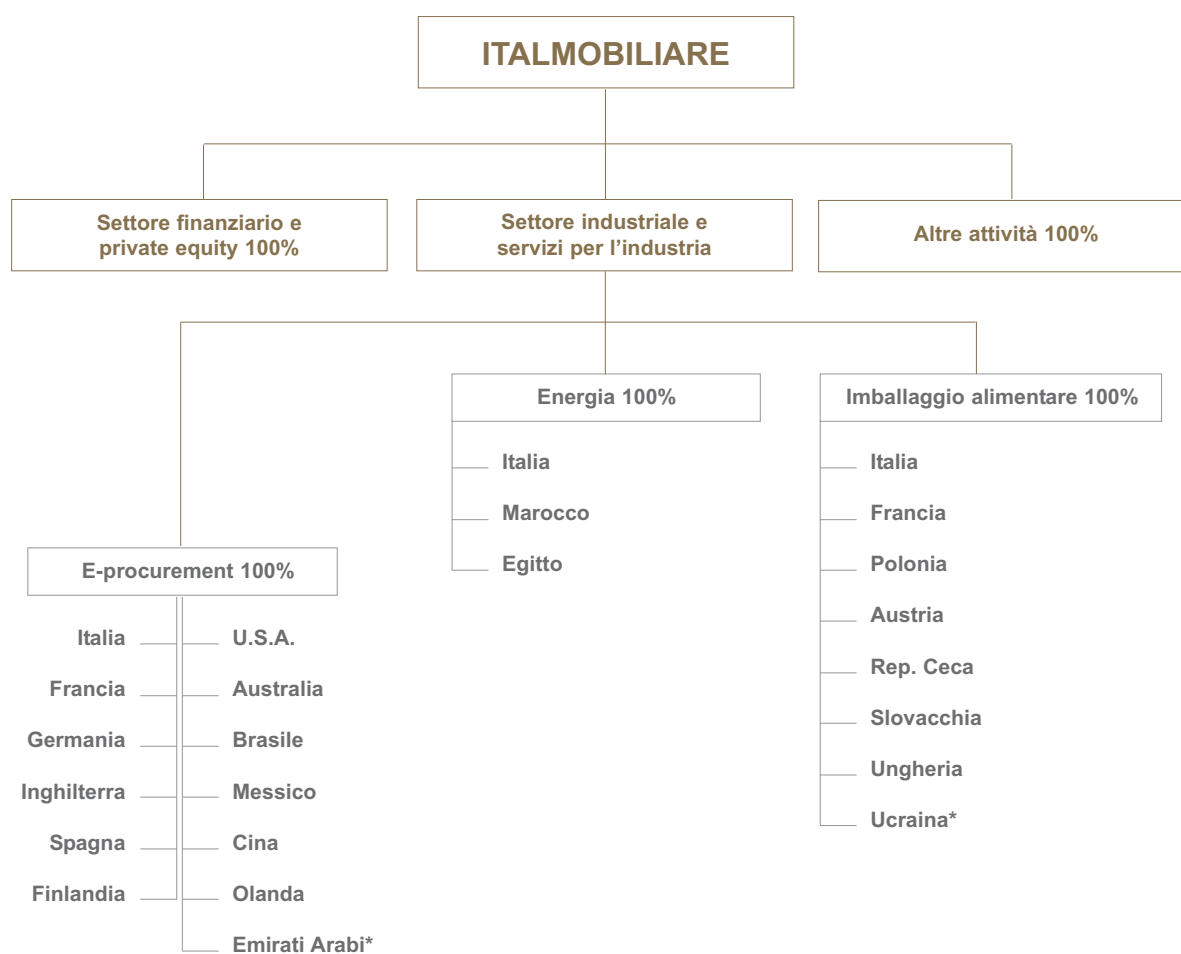 ITALMOBILIARE
Settore finanziario e
private equity 100%
Settore industriale e
servizi per l’industria
Altre attività 100%
Energia 100%
Italia
Marocco
Egitto
Imballaggio alimentare 100%
Italia
Francia
Polonia
Austria
Rep. Ceca
Slovacchia
Ungheria
Ucraina*
E-procurement 100%
Italia
Francia
Germania
Inghilterra
Spagna
Finlandia
U.S.A.
Australia
Brasile
Messico
Cina
Olanda
Emirati Arabi*